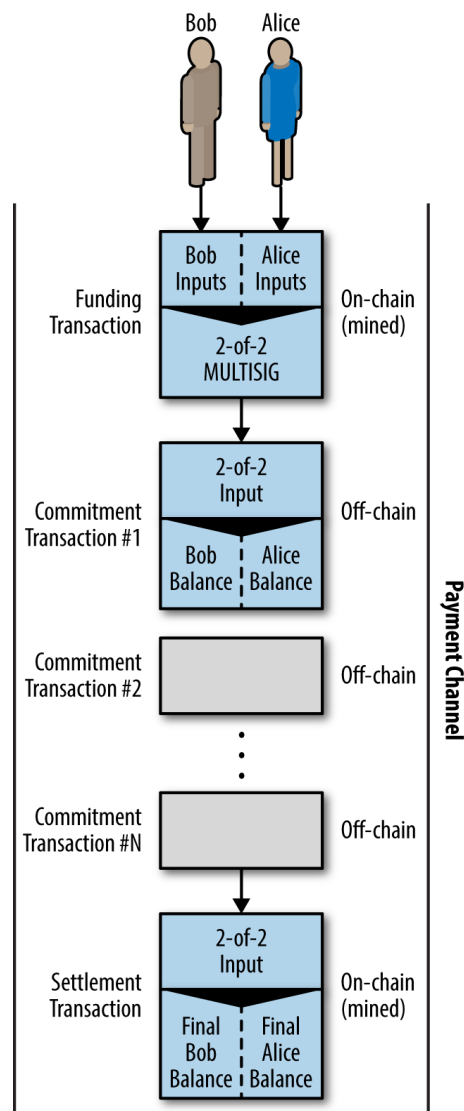 Bob
Alice
Funding
Transaction
Bob
Inputs
Alice
Inputs
2-of-2
MULTISIG
On-chain
(mined)
Commitment
Transaction #1
2-of-2
Input
Bob
Balance
Alice
Balance
Off-chain
Commitment
Transaction #2
Off-chain
Commitment
Transaction #N
Off-chain
Settlement
Transaction
2-of-2
Input
Final
Bob
Balance
Final
Alice
Balance
On-chain
(mined)
Payment Channel